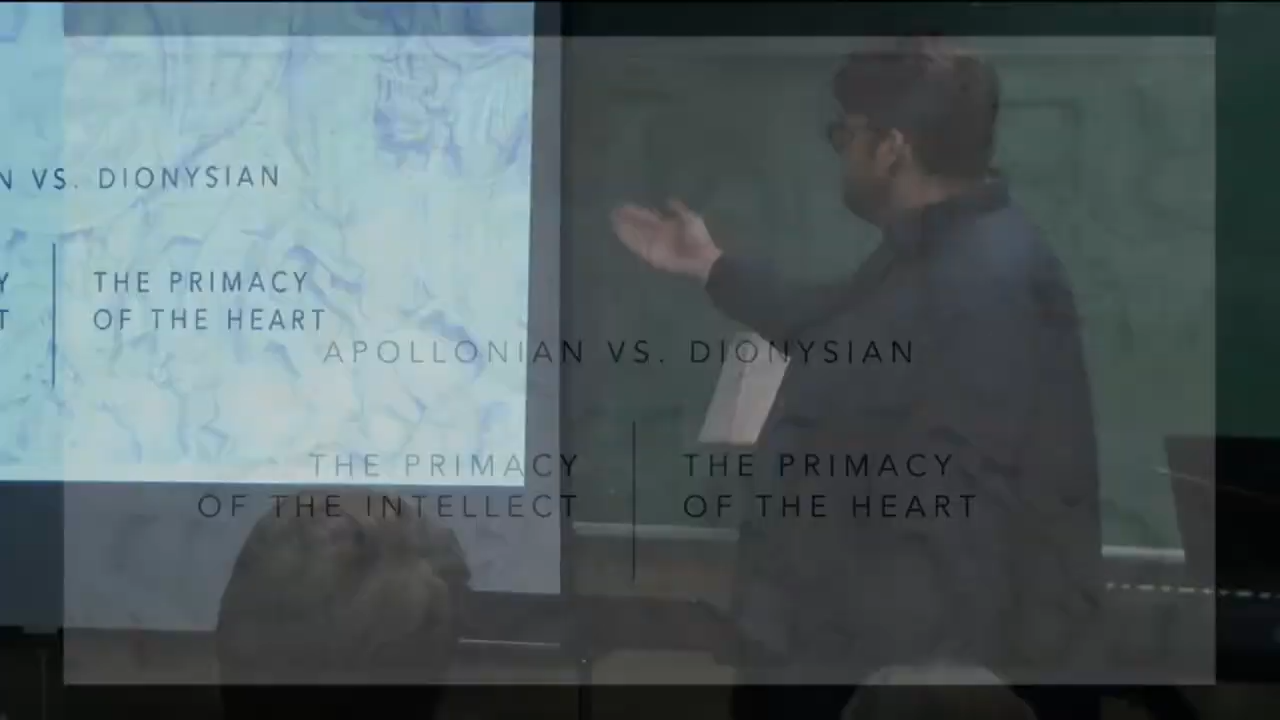 N VS. DIONYSIAN
Y
T
THE PRIMACY
OF THE HEART
APOLLONIAN VS. DIONYSIAN
THE PRIMACY
OF THE INTELLECT
THE PRIMACY
OF THE HEART